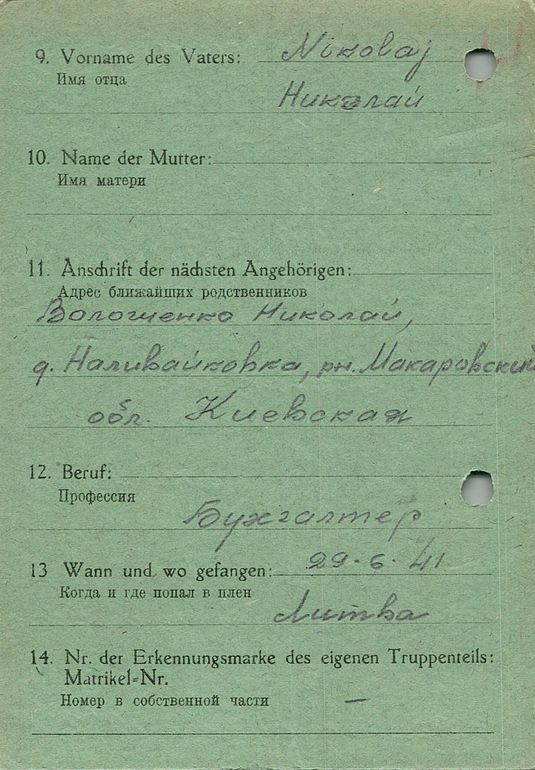 9. Vorname des Vaters: Nikolaj
Имя отца
Николай
10. Name der Mutter:
Имя матери
11. Anschrift der nächsten Angehörigen:
Адрес ближайших родственников
Волошенко Николай,
д. Наливайковка, рн. Макаровский
обл. Киевская
12. Beruf:
Профессия
Бухгалтер
13 Wann und wo gefangen: 29·6·41
Когда и где попал в плен
Литва
14. Nr. der Erkennungsmarke des eigenen Truppenteils:
Matrikel=Nr.
Номер в собственной части —